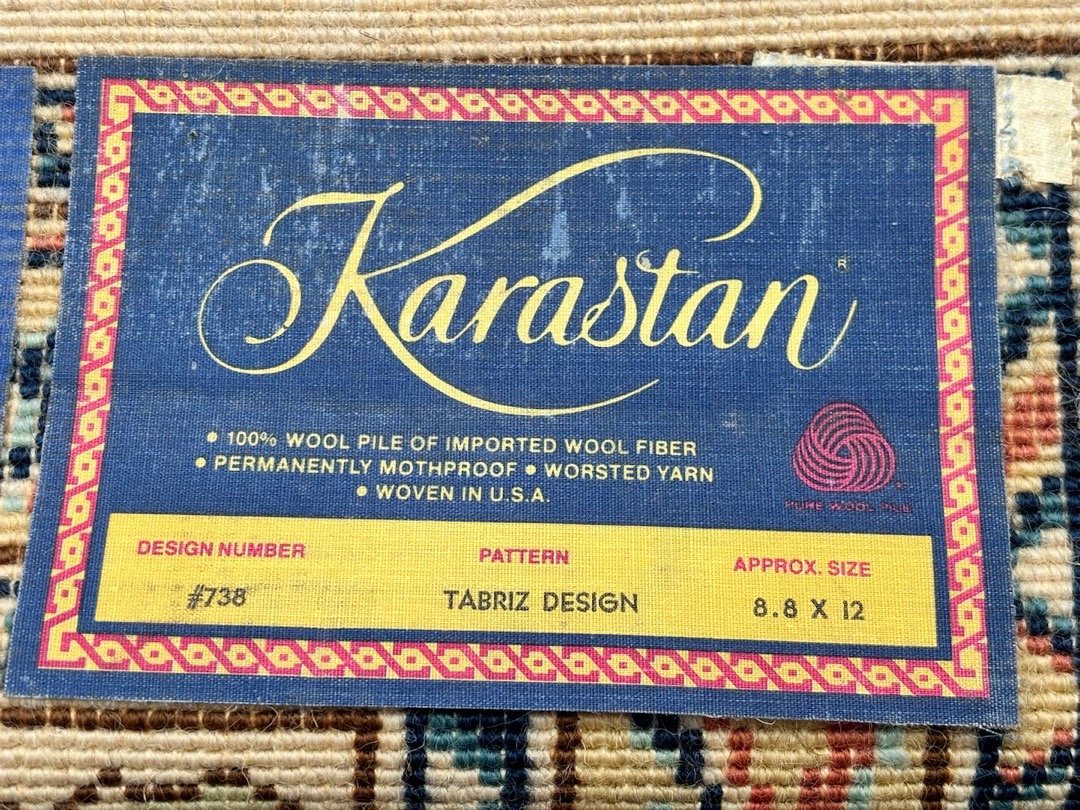 Karastan®
• 100% WOOL PILE OF IMPORTED WOOL FIBER
• PERMANENTLY MOTHPROOF • WORSTED YARN
• WOVEN IN U.S.A.
PURE WOOL PILE
DESIGN NUMBER PATTERN APPROX. SIZE
#738 TABRIZ DESIGN 8.8 X 12